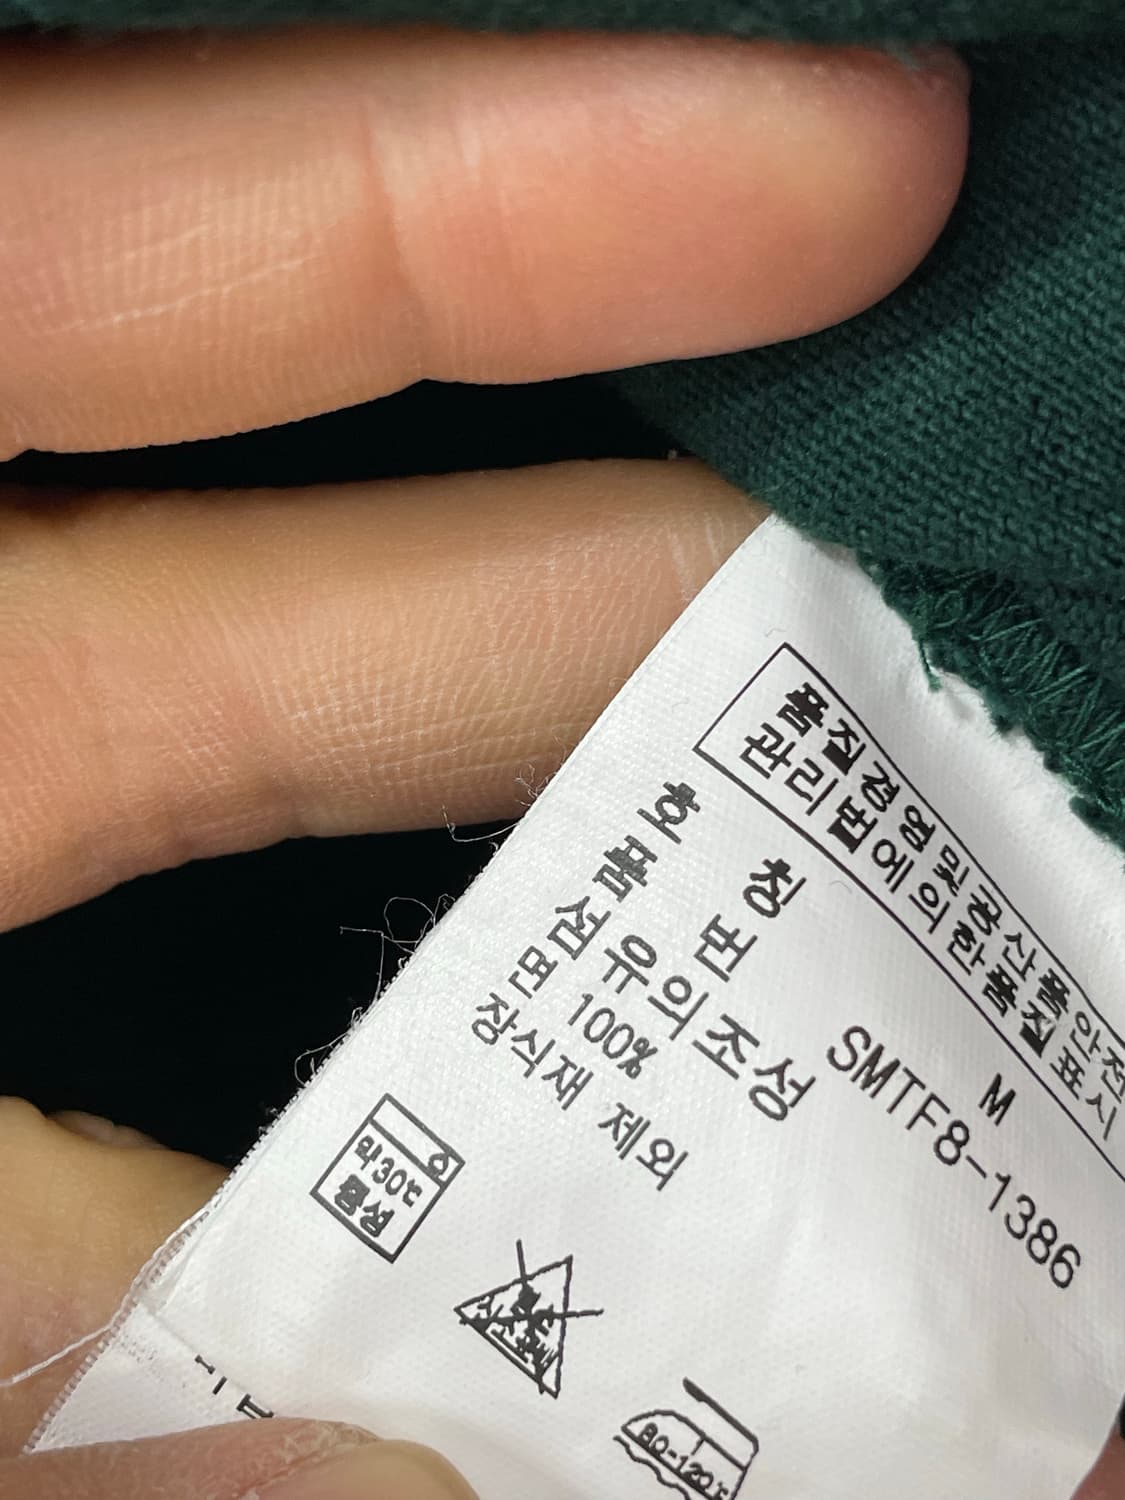 품질경영및공산품안전
관리법에의한품질표시
호 칭 M
품 번 SMTF8-1386
섬유의조성
면 100%
장식재 제외
약30℃
중성
80-120℃